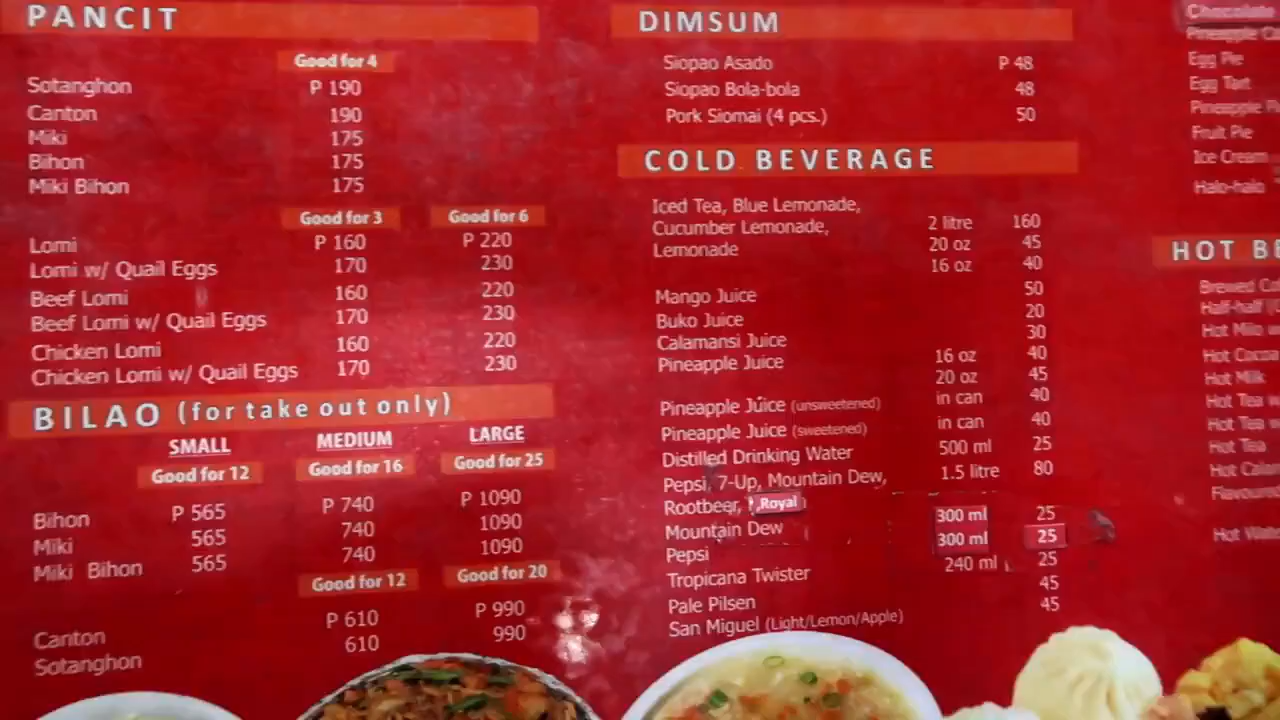 PANCIT
Good for 4
Sotanghon P 190
Canton 190
Miki 175
Bihon 175
Miki Bihon 175
Good for 3 Good for 6
Lomi P 160 P 220
Lomi w/ Quail Eggs 170 230
Beef Lomi 160 220
Beef Lomi w/ Quail Eggs 170 230
Chicken Lomi 160 220
Chicken Lomi w/ Quail Eggs 170 230
BILAO (for take out only)
SMALL MEDIUM LARGE
Good for 12 Good for 16 Good for 25
Bihon P 565 P 740 P 1090
Miki 565 740 1090
Miki Bihon 565 740 1090
Good for 12 Good for 20
Canton P 610 P 990
Sotanghon 610 990
DIMSUM
Siopao Asado P 48
Siopao Bola-bola 48
Pork Siomai (4 pcs.) 50
COLD BEVERAGE
Iced Tea, Blue Lemonade,
Cucumber Lemonade, 2 litre 160
Lemonade 20 oz 45
16 oz 40
Mango Juice 50
Buko Juice 20
Calamansi Juice 30
Pineapple Juice 16 oz 40
20 oz 45
Pineapple Juice (unsweetened) in can 40
Pineapple Juice (sweetened) in can 40
Distilled Drinking Water 500 ml 25
Pepsi, 7-Up, Mountain Dew, 1.5 litre 80
Rootbeer, Royal
Mountain Dew 300 ml 25
Pepsi 300 ml 25
Tropicana Twister 240 ml 25
Pale Pilsen 45
San Miguel (Light/Lemon/Apple) 45
Chocolate
Pineapple
Egg Pie
Egg Tart
Pineapple
Fruit Pie
Ice Cream
Halo-halo
HOT
Brewed
Half-half
Hot Milo
Hot Cocoa
Hot Milk
Hot Tea
Hot Tea
Hot Tea
Hot
Hot